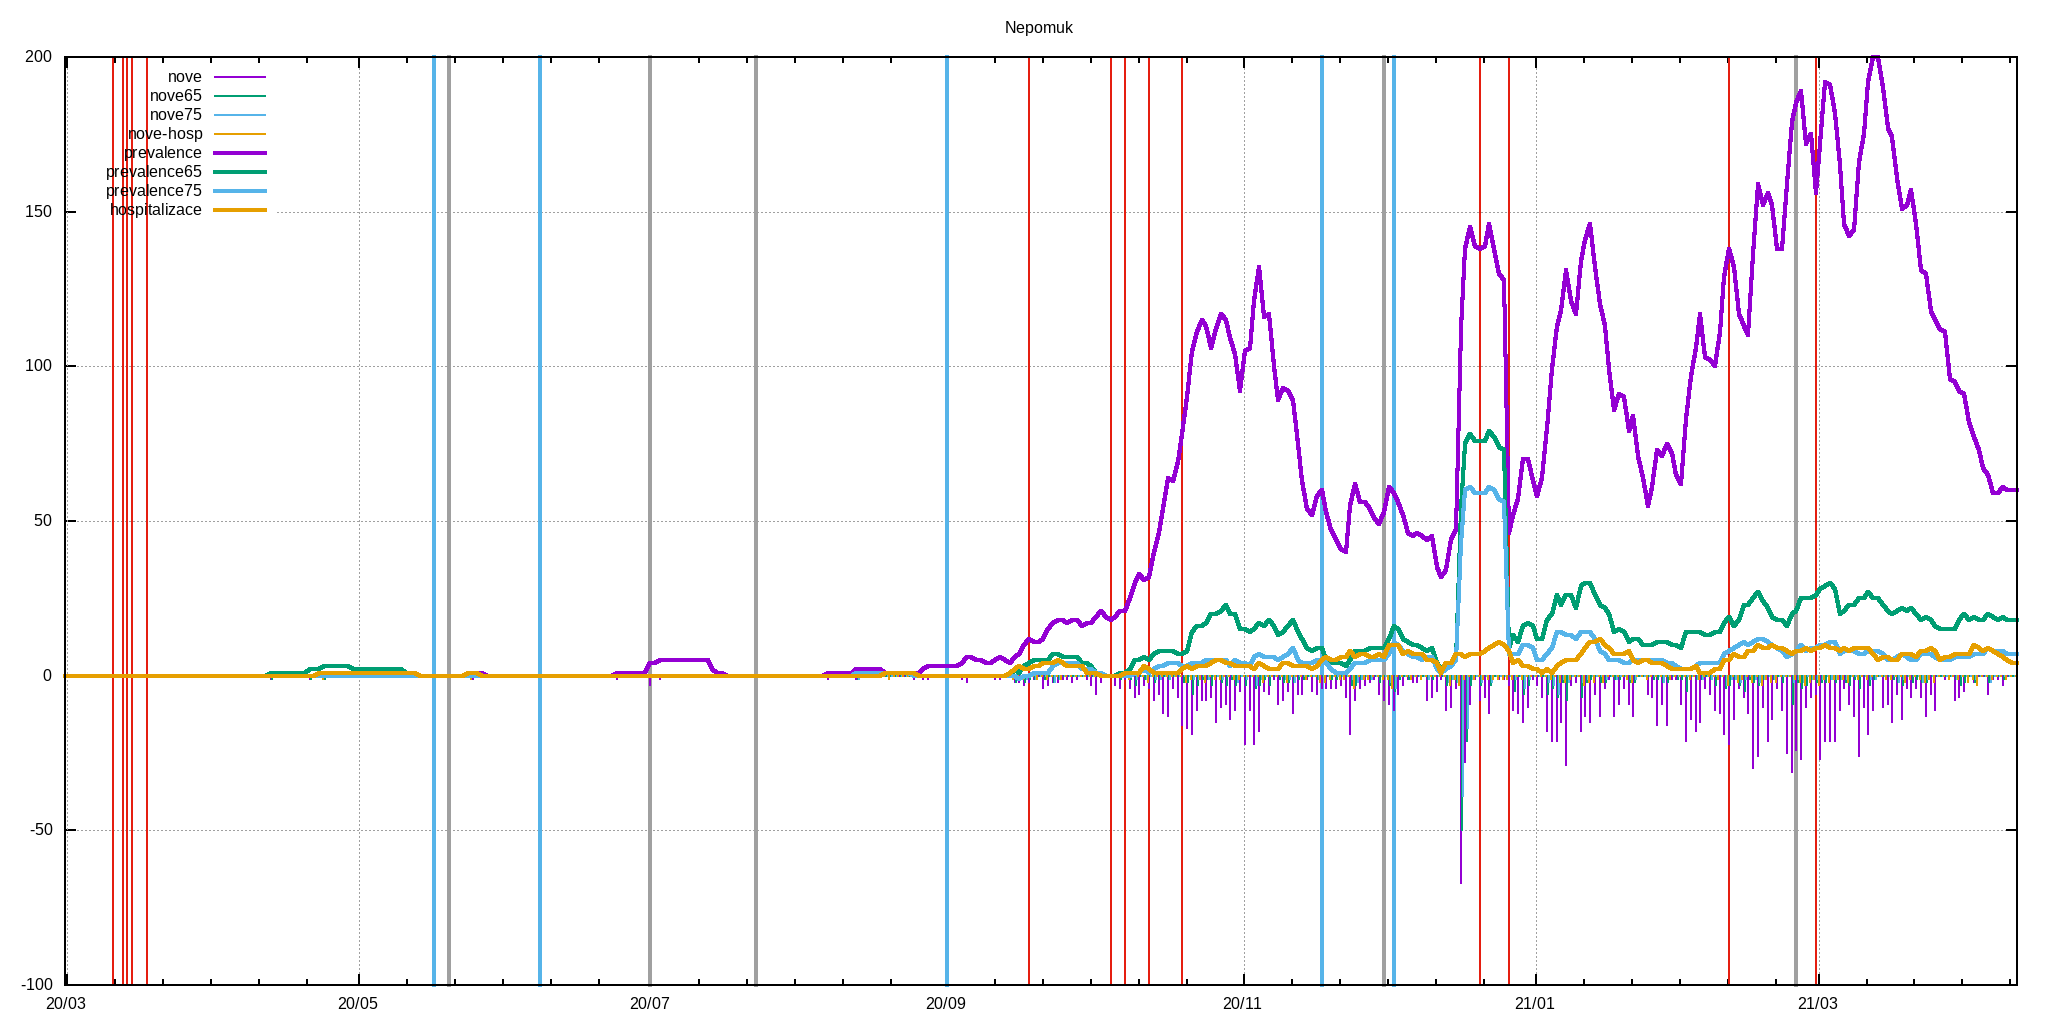 Nepomuk
200
150
100
50
0
-50
-100
nove
nove65
nove75
nove-hosp
prevalence
prevalence65
prevalence75
hospitalizace
20/03
20/05
20/07
20/09
20/11
21/01
21/03